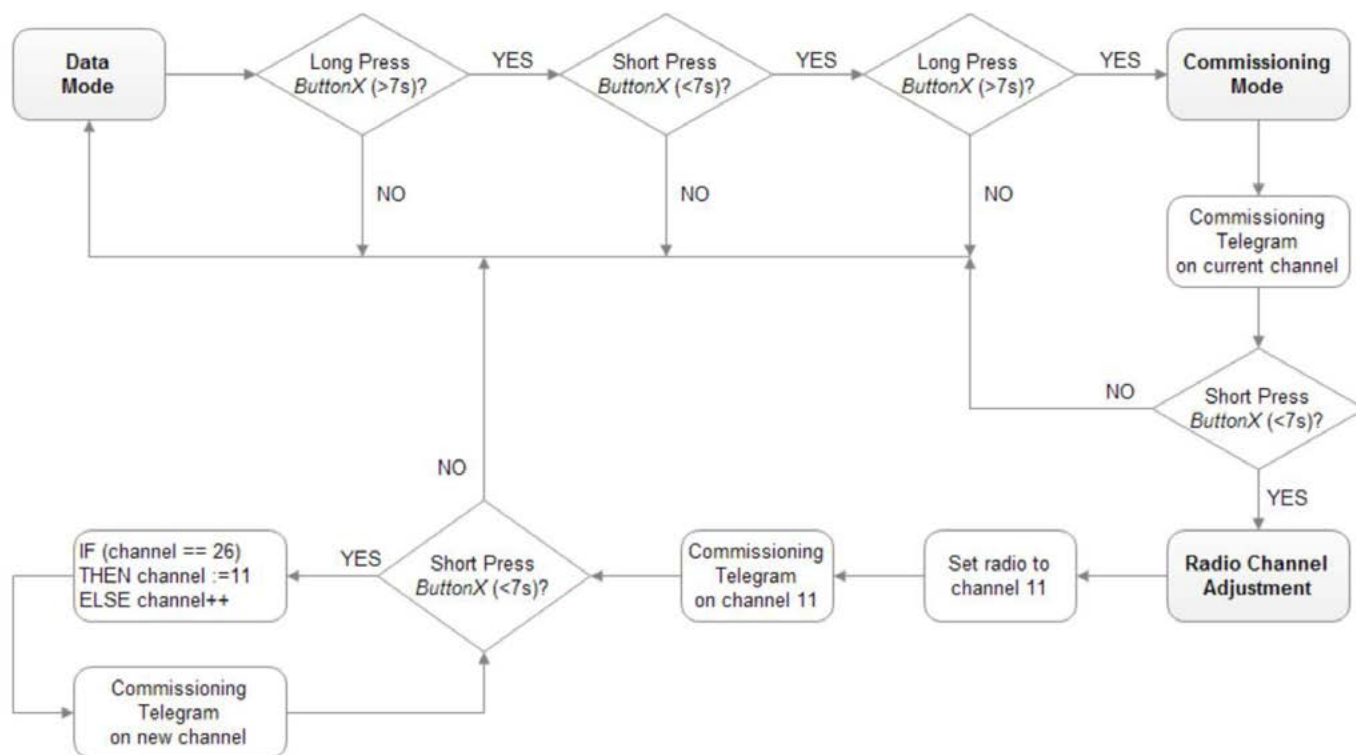 Data
Mode
Long Press
ButtonX (>7s)?
YES
Short Press
ButtonX (<7s)?
YES
Long Press
ButtonX (>7s)?
YES
Commissioning
Mode
NO
NO
NO
Commissioning
Telegram
on current channel
NO
Short Press
ButtonX (<7s)?
YES
Radio Channel
Adjustment
Set radio to
channel 11
Commissioning
Telegram
on channel 11
Short Press
ButtonX (<7s)?
NO
YES
IF (channel == 26)
THEN channel :=11
ELSE channel++
Commissioning
Telegram
on new channel